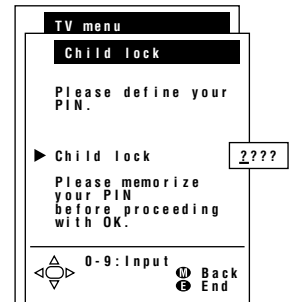 TV menu
Child lock
Please define your
PIN.
▶ Child lock ????
Please memorize
your PIN
before proceeding
with OK.
0-9:Input
M Back
E End